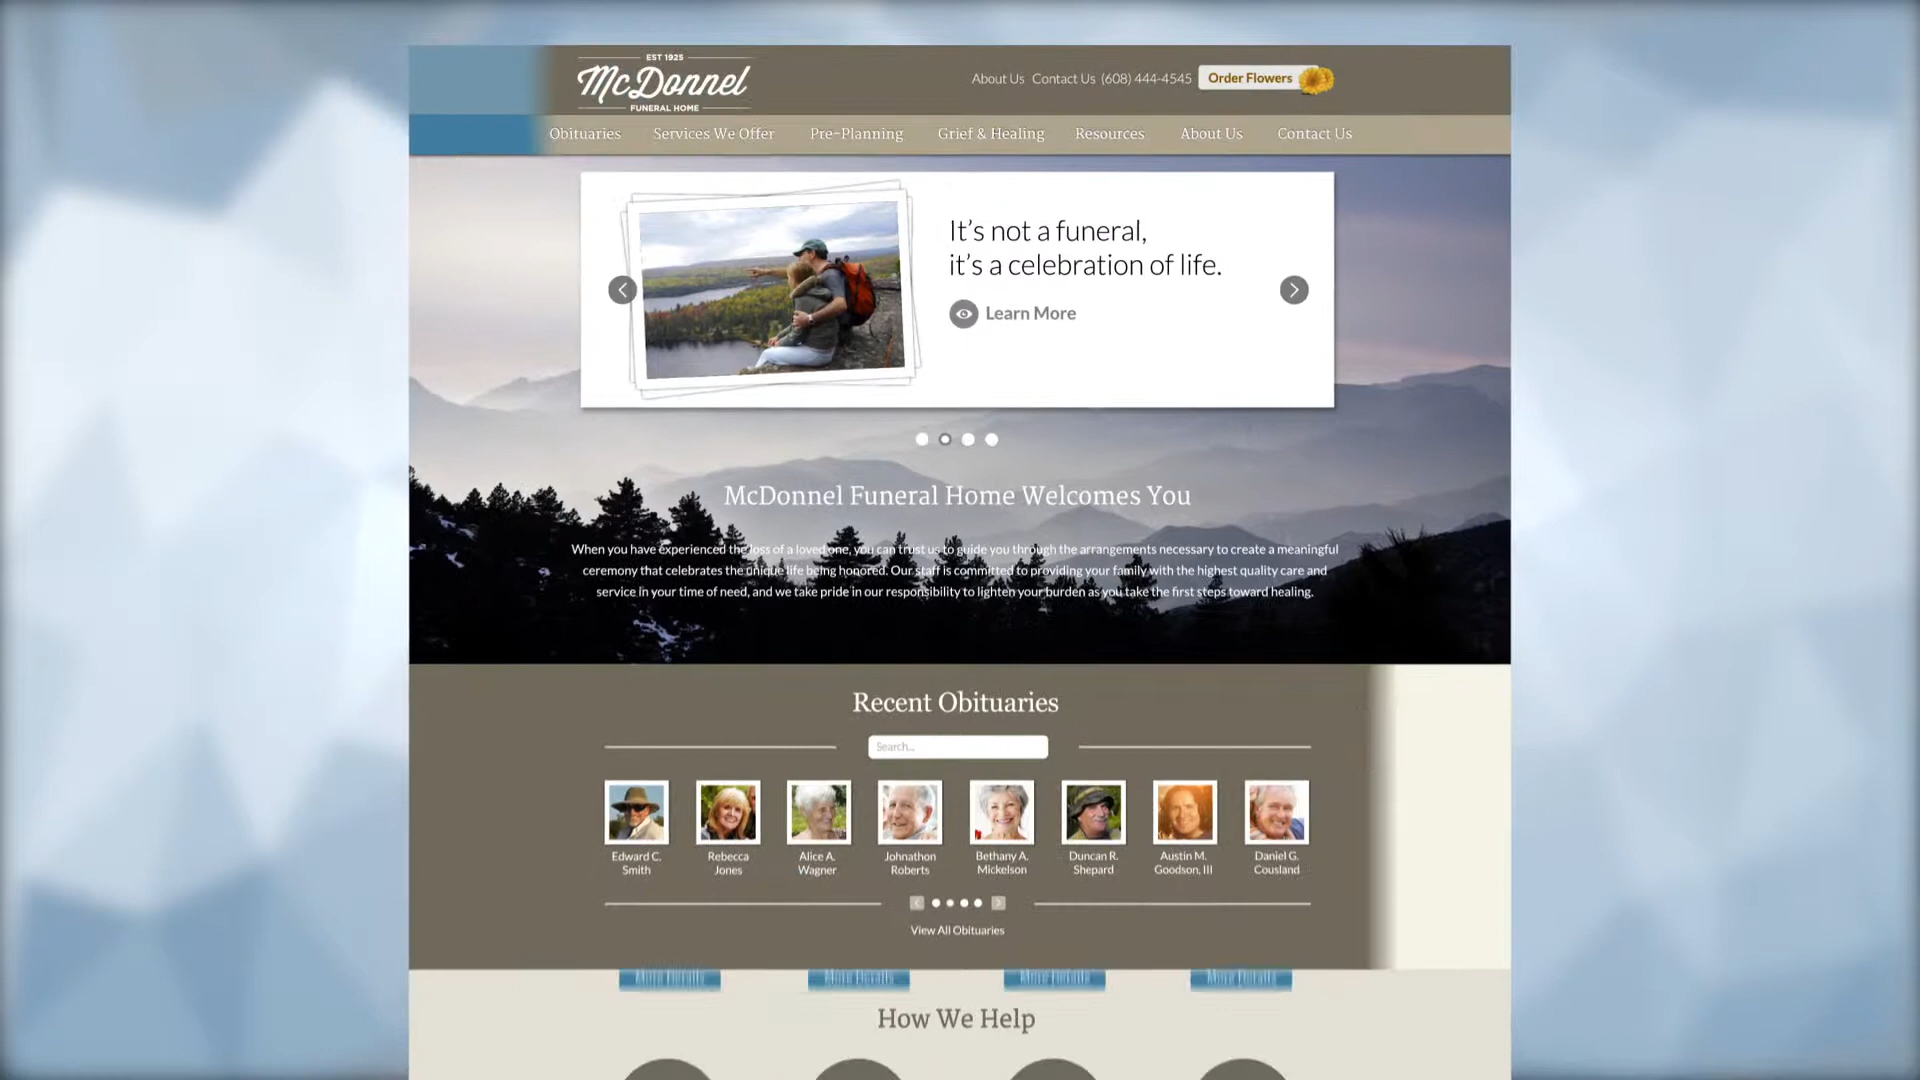 EST 1925
McDonnel
FUNERAL HOME
About Us Contact Us (608) 444-4545 Order Flowers
Obituaries Services We Offer Pre-Planning Grief & Healing Resources About Us Contact Us
It's not a funeral,
it's a celebration of life.
Learn More
McDonnel Funeral Home Welcomes You
When you have experienced the loss of a loved one, you can trust us to guide you through the arrangements necessary to create a meaningful
ceremony that celebrates the unique life being honored. Our staff is committed to providing your family with the highest quality care and
service in your time of need, and we take pride in our responsibility to lighten your burden as you take the first steps toward healing.
Recent Obituaries
Search...
Edward C. Rebecca Alice A. Johnathon Bethany A. Duncan R. Austin M. Daniel G.
Smith Jones Wagner Roberts Mickelson Shepard Goodson, III Cousland
View All Obituaries
How We Help